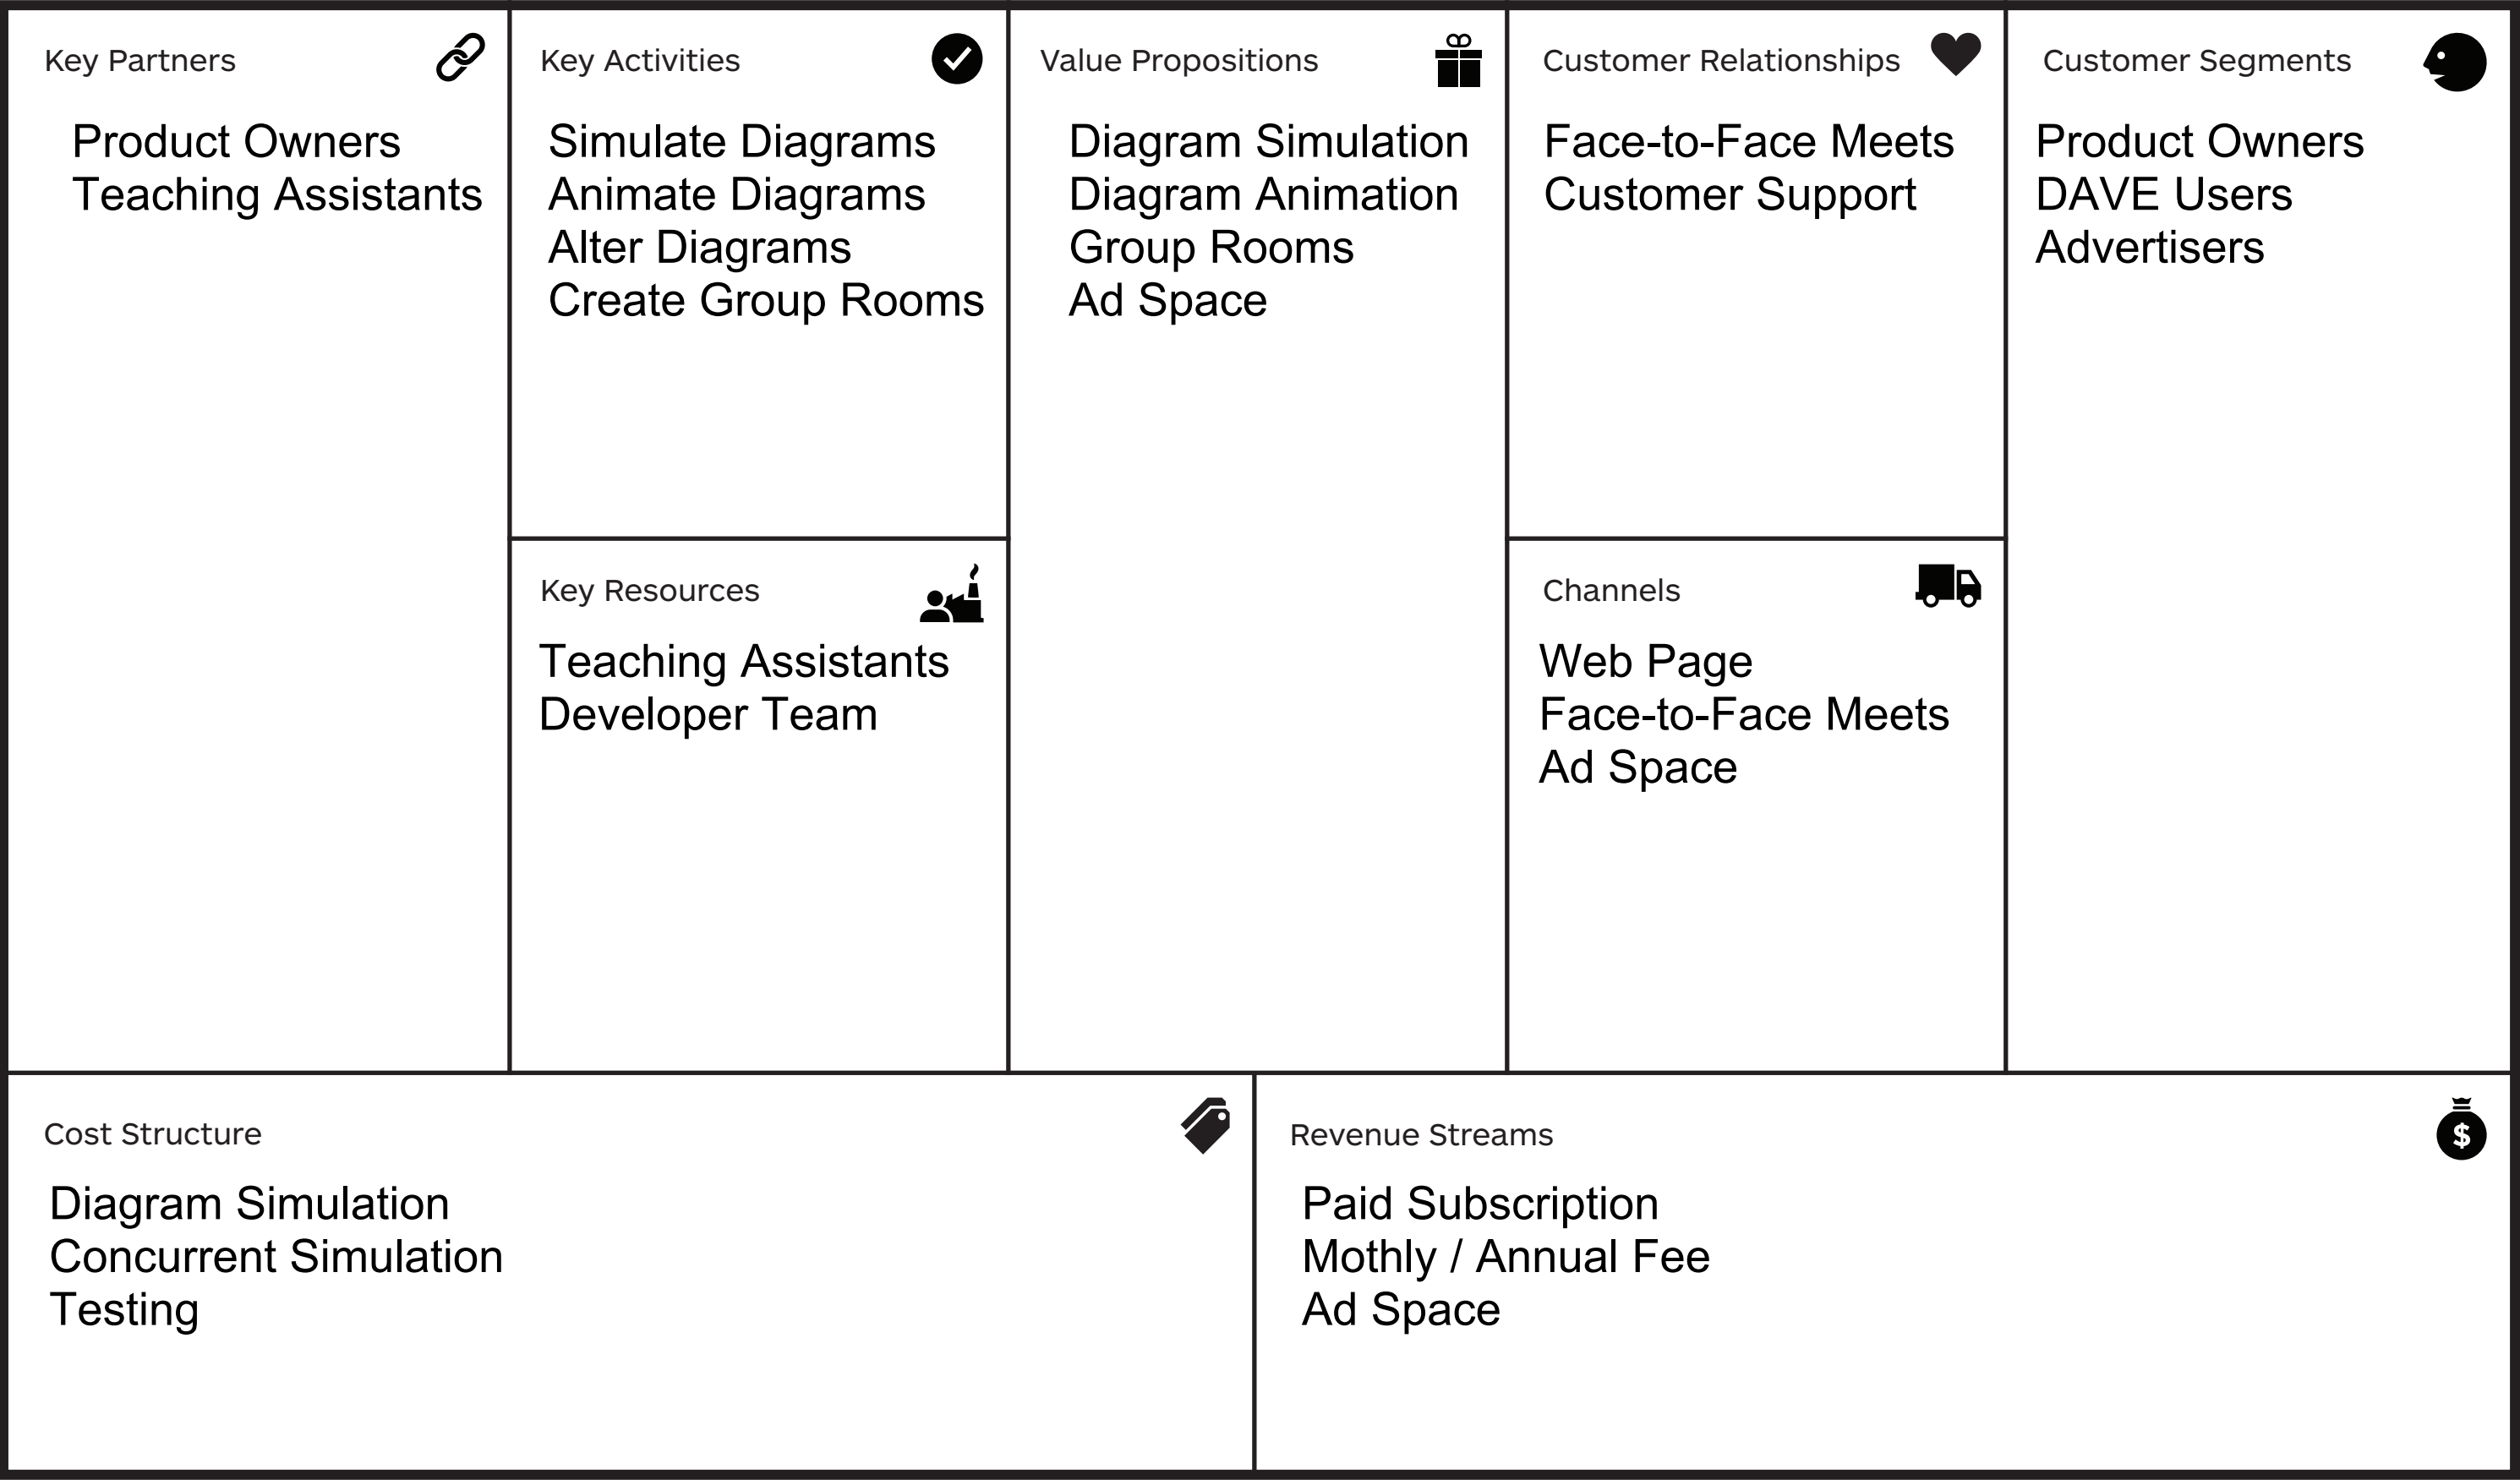 Key Partners
Product Owners
Teaching Assistants
Key Activities
Simulate Diagrams
Animate Diagrams
Alter Diagrams
Create Group Rooms
Key Resources
Teaching Assistants
Developer Team
Value Propositions
Diagram Simulation
Diagram Animation
Group Rooms
Ad Space
Customer Relationships
Face-to-Face Meets
Customer Support
Channels
Web Page
Face-to-Face Meets
Ad Space
Customer Segments
Product Owners
DAVE Users
Advertisers
Cost Structure
Diagram Simulation
Concurrent Simulation
Testing
Revenue Streams
$
Paid Subscription
Mothly / Annual Fee
Ad Space